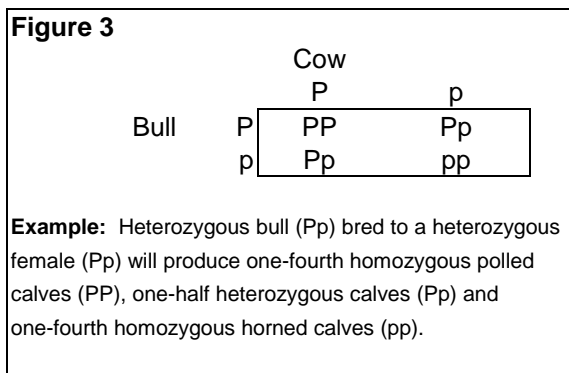 Figure 3
Cow
P p
Bull P PP Pp
p Pp pp
Example: Heterozygous bull (Pp) bred to a heterozygous
female (Pp) will produce one-fourth homozygous polled
calves (PP), one-half heterozygous calves (Pp) and
one-fourth homozygous horned calves (pp).